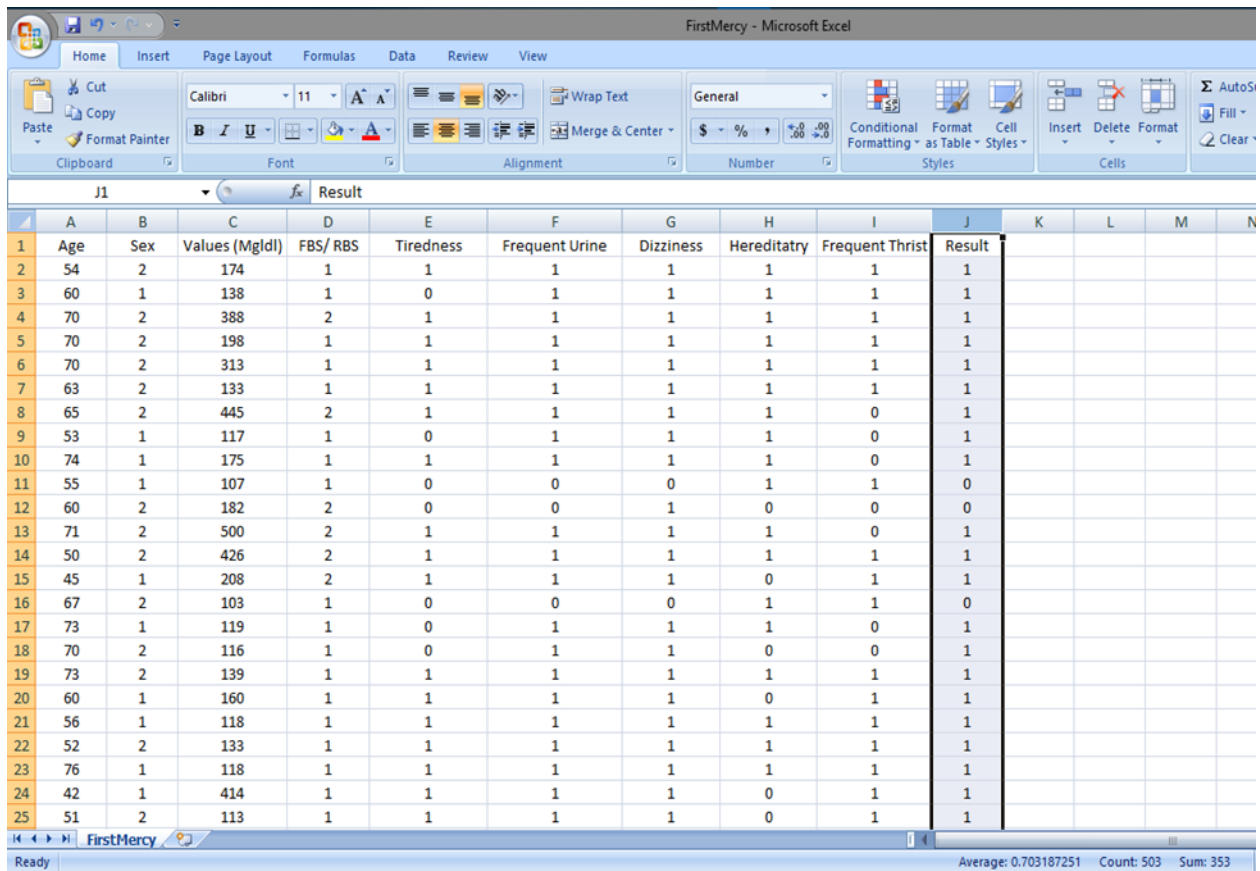 FirstMercy - Microsoft Excel
Home Insert Page Layout Formulas Data Review View
Paste Cut Copy Format Painter Clipboard
Calibri 11 A A B I U A Font
Wrap Text Merge & Center Alignment
General $ % , .0 .00 .00 .0 Number
Conditional Formatting Format as Table Cell Styles Styles
Insert Delete Format Cells
Σ AutoS Fill Clear
J1 fx Result
A B C D E F G H I J K L M N
1 Age Sex Values (Mgldl) FBS/ RBS Tiredness Frequent Urine Dizziness Hereditatry Frequent Thrist Result
2 54 2 174 1 1 1 1 1 1 1
3 60 1 138 1 0 1 1 1 1 1
4 70 2 388 2 1 1 1 1 1 1
5 70 2 198 1 1 1 1 1 1 1
6 70 2 313 1 1 1 1 1 1 1
7 63 2 133 1 1 1 1 1 1 1
8 65 2 445 2 1 1 1 1 0 1
9 53 1 117 1 0 1 1 1 0 1
10 74 1 175 1 1 1 1 1 0 1
11 55 1 107 1 0 0 0 1 1 0
12 60 2 182 2 0 0 1 0 0 0
13 71 2 500 2 1 1 1 1 0 1
14 50 2 426 2 1 1 1 1 1 1
15 45 1 208 2 1 1 1 0 1 1
16 67 2 103 1 0 0 0 1 1 0
17 73 1 119 1 0 1 1 1 0 1
18 70 2 116 1 0 1 1 0 0 1
19 73 2 139 1 1 1 1 1 1 1
20 60 1 160 1 1 1 1 0 1 1
21 56 1 118 1 1 1 1 1 1 1
22 52 2 133 1 1 1 1 1 1 1
23 76 1 118 1 1 1 1 1 1 1
24 42 1 414 1 1 1 1 0 1 1
25 51 2 113 1 1 1 1 0 1 1
FirstMercy
Ready Average: 0.703187251 Count: 503 Sum: 353